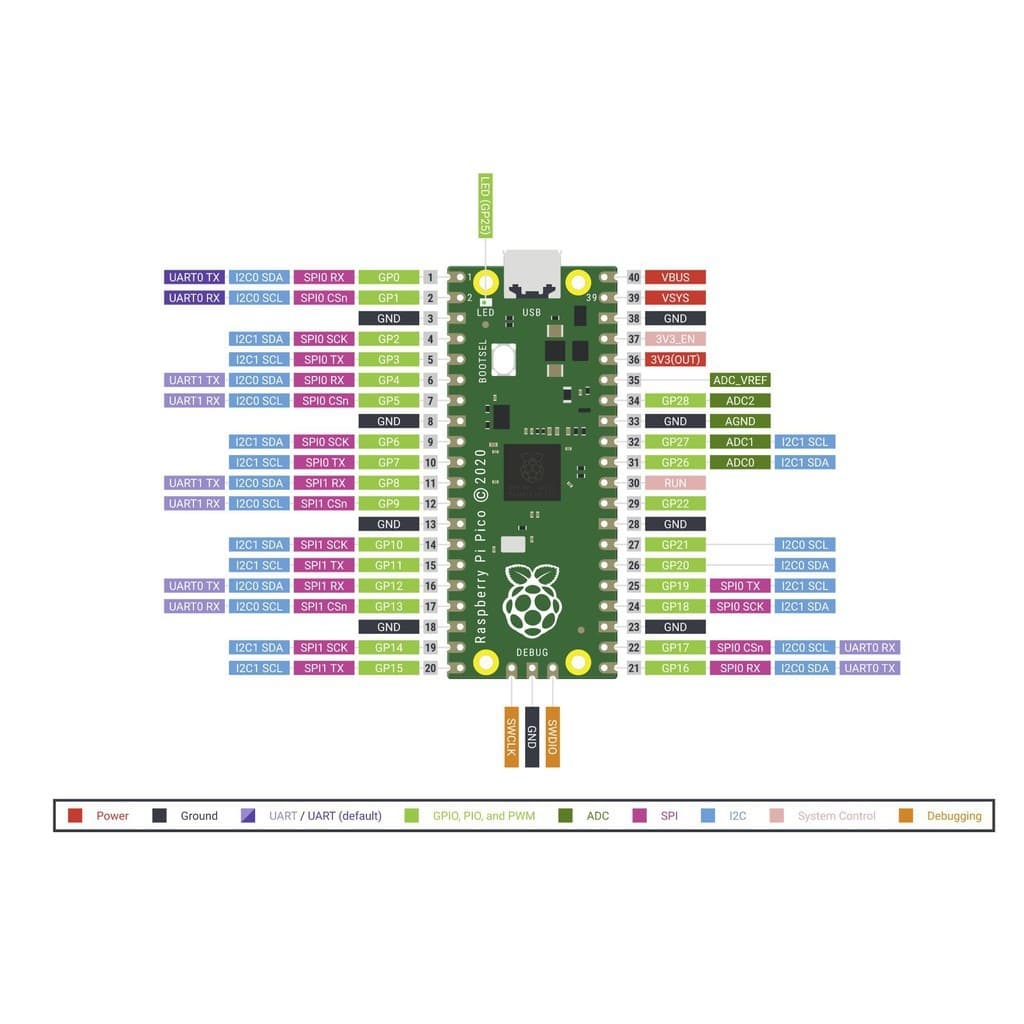 LED (GP25)
UART0 TX I2C0 SDA SPI0 RX GP0 1 1 40 VBUS
UART0 RX I2C0 SCL SPI0 CSn GP1 2 2 39 39 VSYS
LED USB
GND 3 38 GND
I2C1 SDA SPI0 SCK GP2 4 37 3V3_EN
BOOTSEL
I2C1 SCL SPI0 TX GP3 5 36 3V3(OUT)
UART1 TX I2C0 SDA SPI0 RX GP4 6 35 ADC_VREF
UART1 RX I2C0 SCL SPI0 CSn GP5 7 34 GP28 ADC2
GND 8 33 GND AGND
I2C1 SDA SPI0 SCK GP6 9 32 GP27 ADC1 I2C1 SCL
I2C1 SCL SPI0 TX GP7 10 31 GP26 ADC0 I2C1 SDA
UART1 TX I2C0 SDA SPI1 RX GP8 11 30 RUN
UART1 RX I2C0 SCL SPI1 CSn GP9 12 29 GP22
GND 13 28 GND
Raspberry Pi Pico © 2020
I2C1 SDA SPI1 SCK GP10 14 27 GP21 I2C0 SCL
I2C1 SCL SPI1 TX GP11 15 26 GP20 I2C0 SDA
UART0 TX I2C0 SDA SPI1 RX GP12 16 25 GP19 SPI0 TX I2C1 SCL
UART0 RX I2C0 SCL SPI1 CSn GP13 17 24 GP18 SPI0 SCK I2C1 SDA
GND 18 23 GND
I2C1 SDA SPI1 SCK GP14 19 22 GP17 SPI0 CSn I2C0 SCL UART0 RX
DEBUG
I2C1 SCL SPI1 TX GP15 20 21 GP16 SPI0 RX I2C0 SDA UART0 TX
SWCLK GND SWDIO
Power Ground UART / UART (default) GPIO, PIO, and PWM ADC SPI I2C System Control Debugging